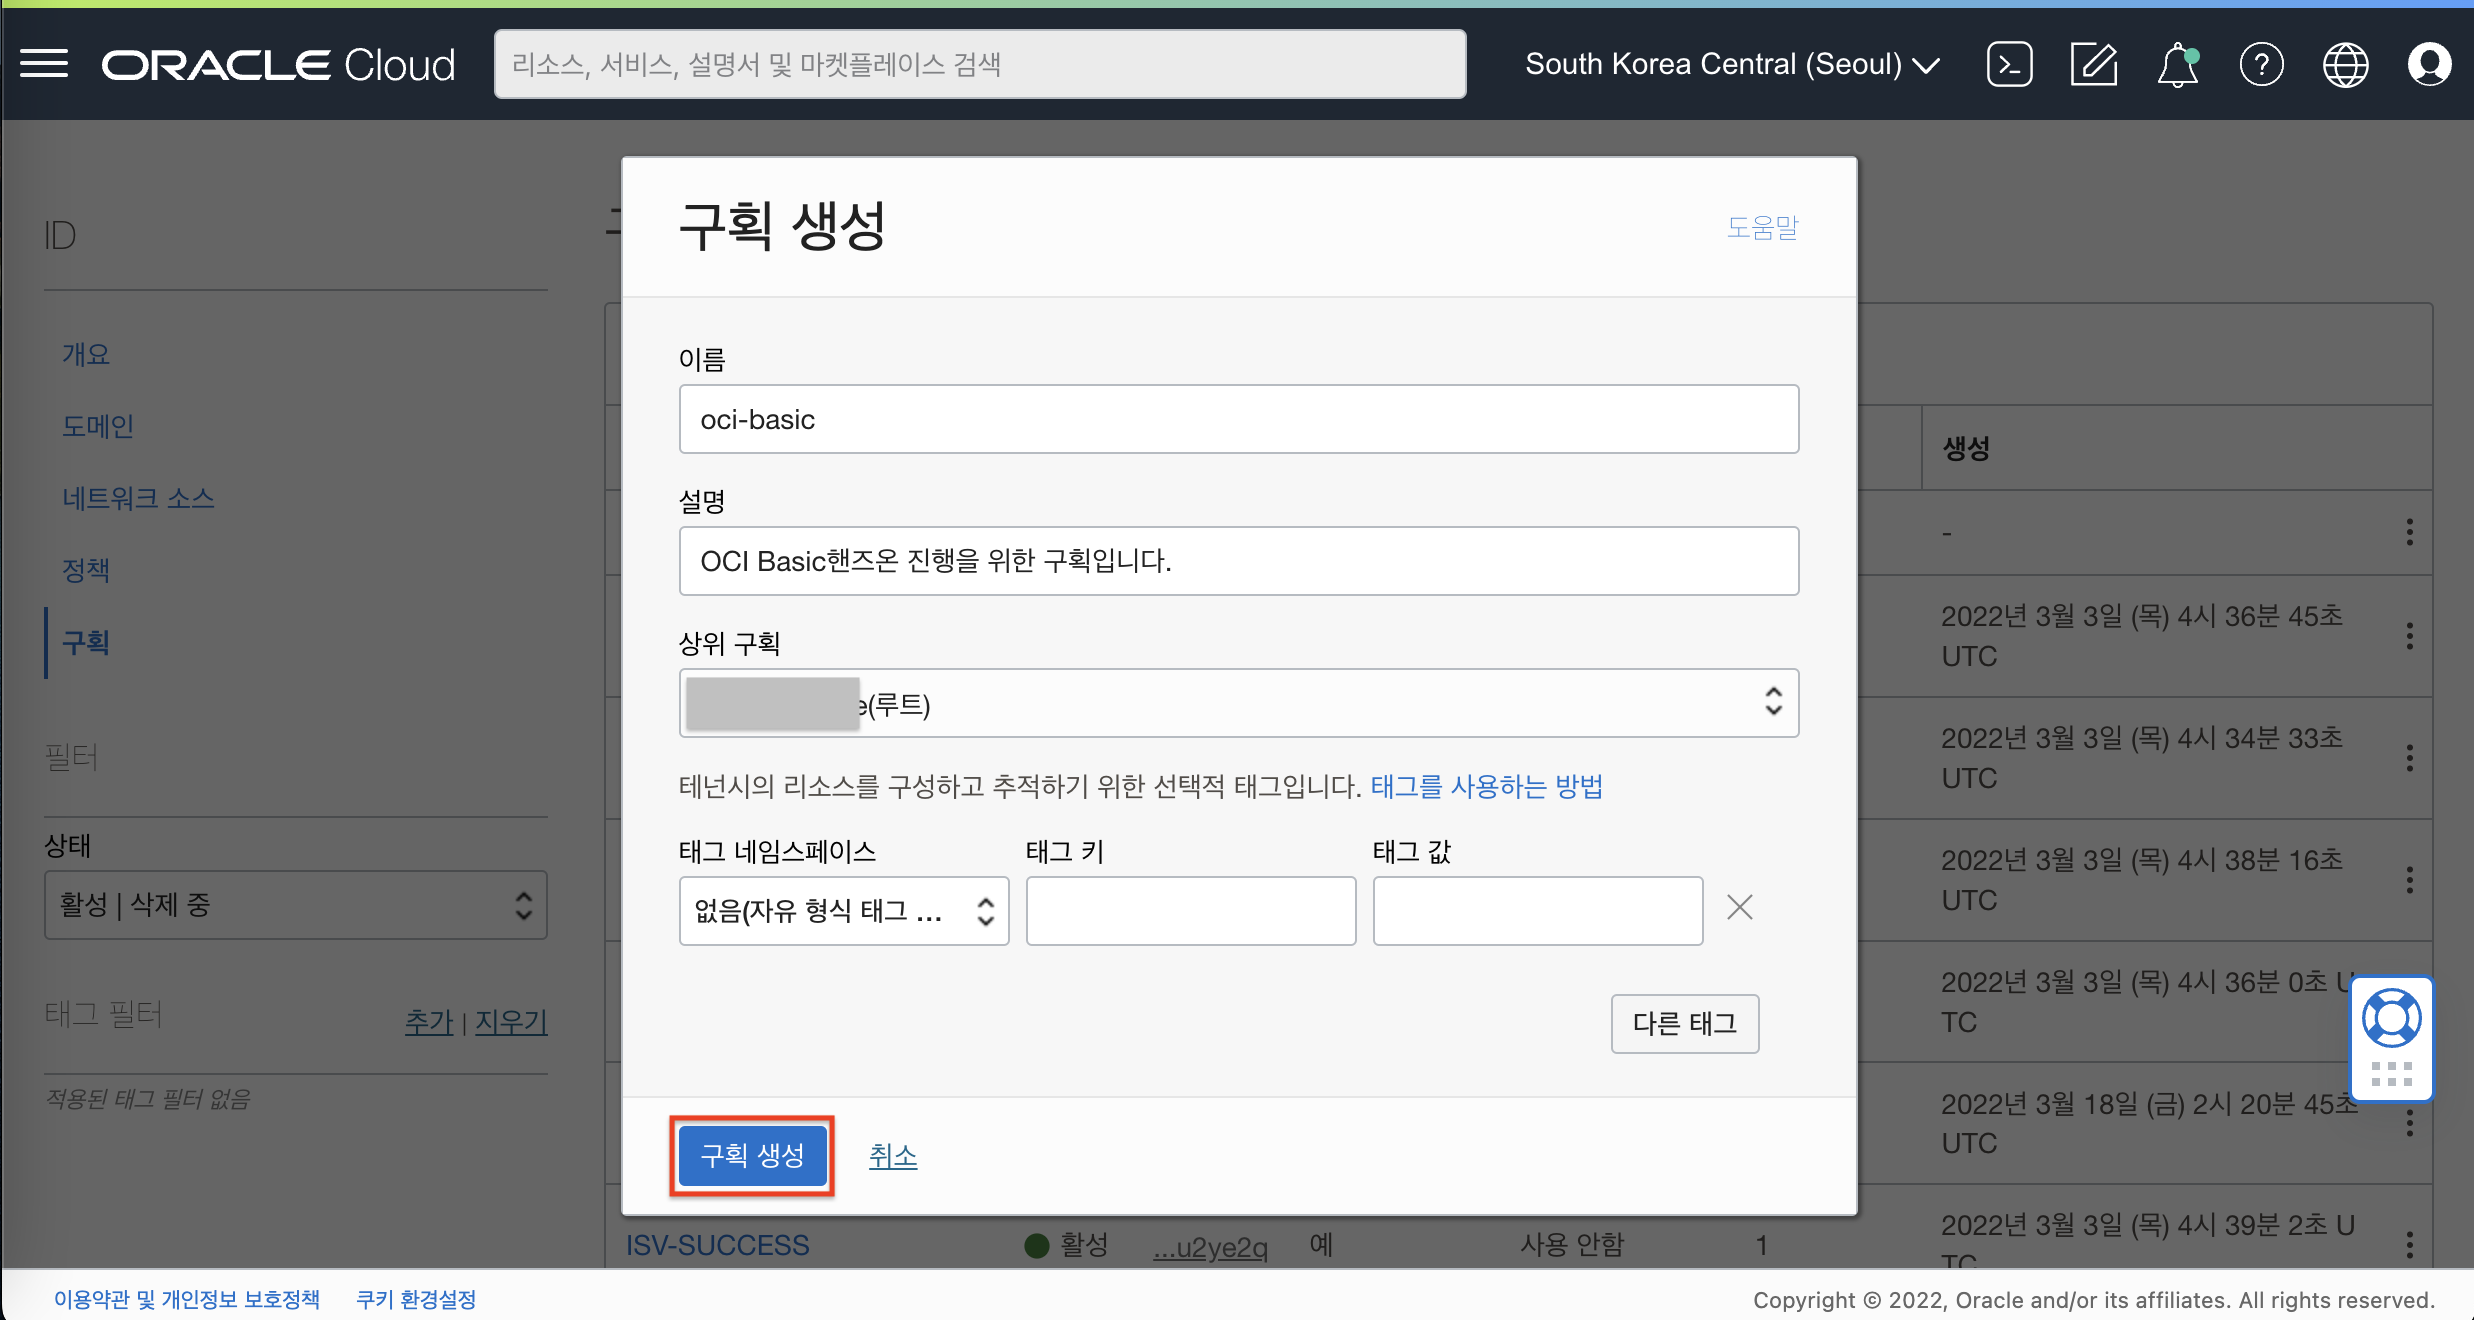 ORACLE Cloud
리소스, 서비스, 설명서 및 마켓플레이스 검색
South Korea Central (Seoul)
ID
개요
도메인
네트워크 소스
정책
구획
필터
상태
활성 | 삭제 중
태그 필터
추가 | 지우기
적용된 태그 필터 없음
구획 생성
도움말
이름
oci-basic
설명
OCI Basic핸즈온 진행을 위한 구획입니다.
상위 구획
e(루트)
테넌시의 리소스를 구성하고 추적하기 위한 선택적 태그입니다. 태그를 사용하는 방법
태그 네임스페이스
태그 키
태그 값
없음(자유 형식 태그 ...
다른 태그
구획 생성
취소
생성
-
2022년 3월 3일 (목) 4시 36분 45초
UTC
2022년 3월 3일 (목) 4시 34분 33초
UTC
2022년 3월 3일 (목) 4시 38분 16초
UTC
2022년 3월 3일 (목) 4시 36분 0초 U
TC
2022년 3월 18일 (금) 2시 20분 45초
UTC
ISV-SUCCESS
활성
...u2ye2q
예
사용 안함
1
2022년 3월 3일 (목) 4시 39분 2초 U
TC
이용약관 및 개인정보 보호정책
쿠키 환경설정
Copyright © 2022, Oracle and/or its affiliates. All rights reserved.